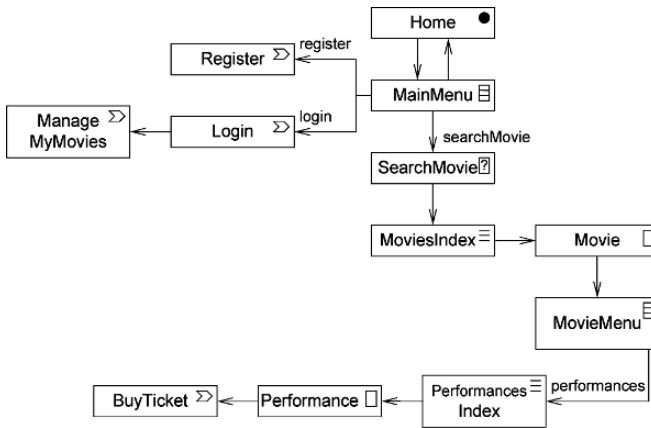 Home
register
Register
MainMenu
login
Manage
MyMovies
Login
searchMovie
SearchMovie ?
MoviesIndex
Movie
MovieMenu
performances
BuyTicket
Performance
Performances
Index